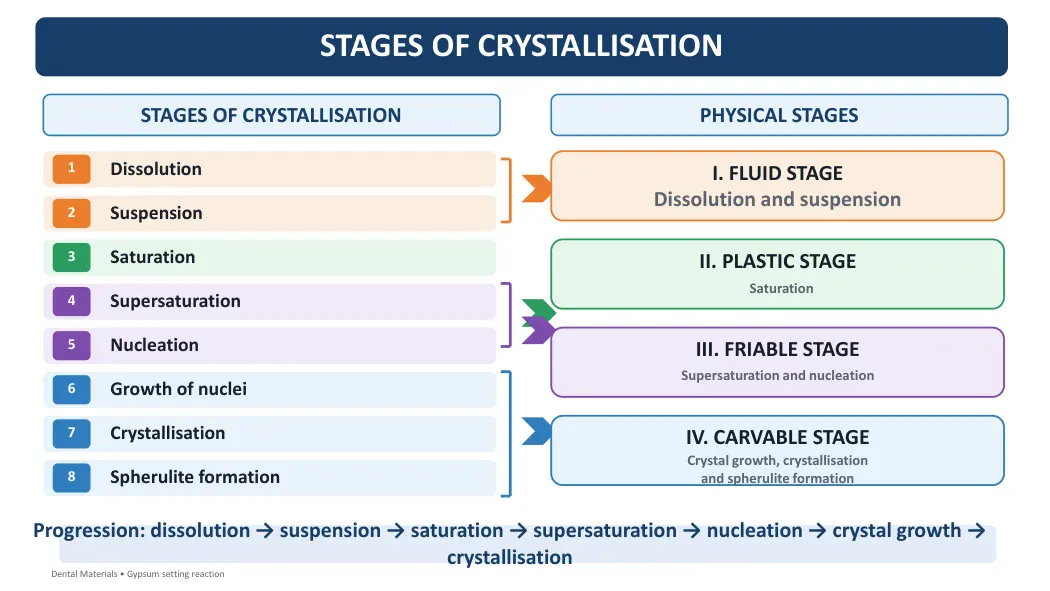 STAGES OF CRYSTALLISATION
STAGES OF CRYSTALLISATION
1 Dissolution
2 Suspension
3 Saturation
4 Supersaturation
5 Nucleation
6 Growth of nuclei
7 Crystallisation
8 Spherulite formation
PHYSICAL STAGES
I. FLUID STAGE
Dissolution and suspension
II. PLASTIC STAGE
Saturation
III. FRIABLE STAGE
Supersaturation and nucleation
IV. CARVABLE STAGE
Crystal growth, crystallisation
and spherulite formation
Progression: dissolution → suspension → saturation → supersaturation → nucleation → crystal growth →
crystallisation
Dental Materials • Gypsum setting reaction